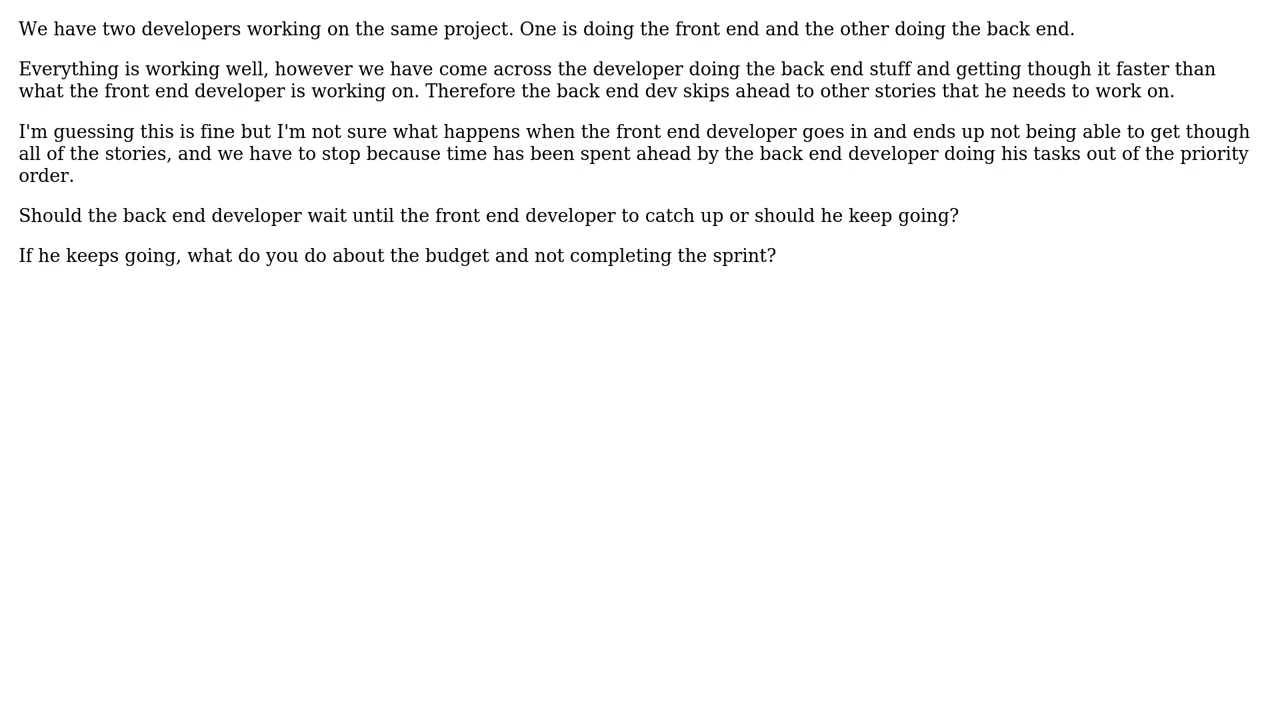 We have two developers working on the same project. One is doing the front end and the other doing the back end.
Everything is working well, however we have come across the developer doing the back end stuff and getting though it faster than
what the front end developer is working on. Therefore the back end dev skips ahead to other stories that he needs to work on.
I'm guessing this is fine but I'm not sure what happens when the front end developer goes in and ends up not being able to get though
all of the stories, and we have to stop because time has been spent ahead by the back end developer doing his tasks out of the priority
order.
Should the back end developer wait until the front end developer to catch up or should he keep going?
If he keeps going, what do you do about the budget and not completing the sprint?